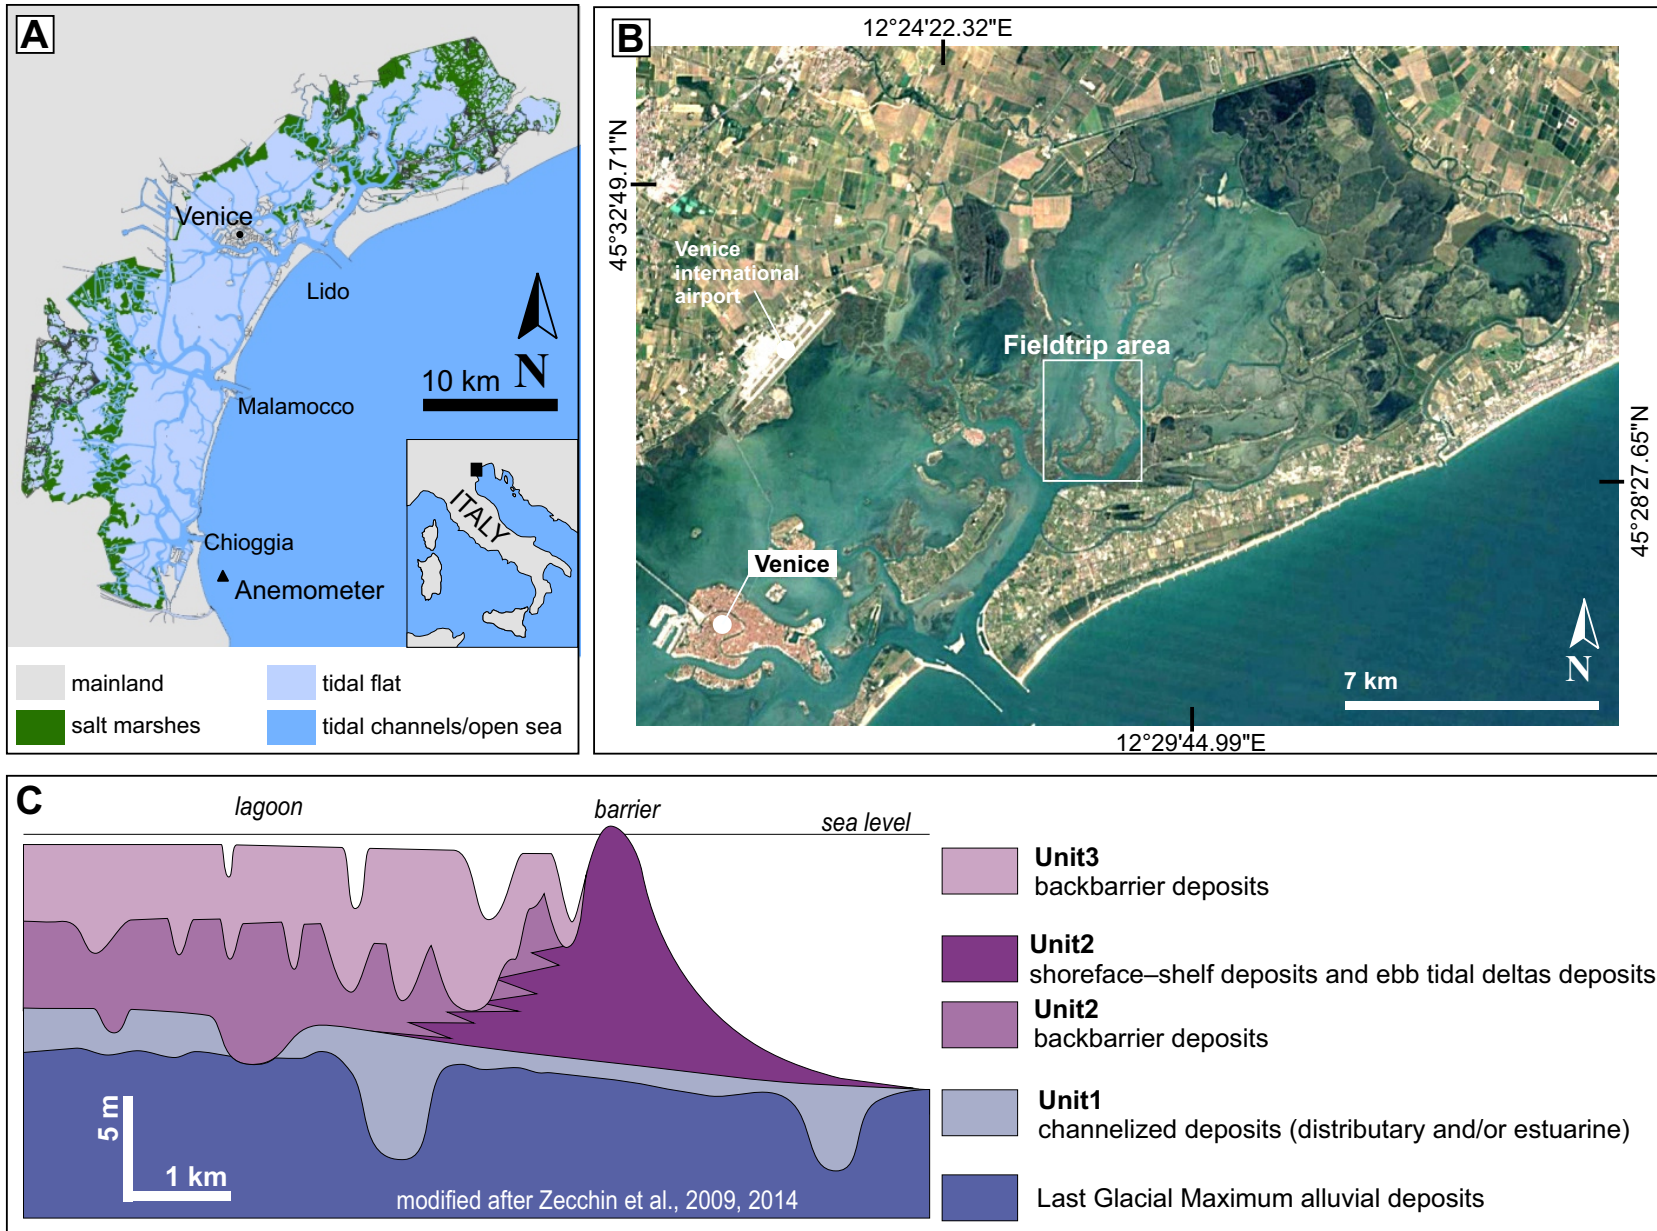 A
Venice
Lido
10 km
N
Malamocco
ITALY
Chioggia
Anemometer
mainland
tidal flat
salt marshes
tidal channels/open sea
B
12°24'22.32"E
45°32'49.71"N
Venice
international
airport
Fieldtrip area
45°28'27.65"N
Venice
N
7 km
12°29'44.99"E
C
lagoon
barrier
sea level
Unit3
backbarrier deposits
Unit2
shoreface–shelf deposits and ebb tidal deltas deposits
Unit2
backbarrier deposits
Unit1
channelized deposits (distributary and/or estuarine)
5 m
1 km
modified after Zecchin et al., 2009, 2014
Last Glacial Maximum alluvial deposits